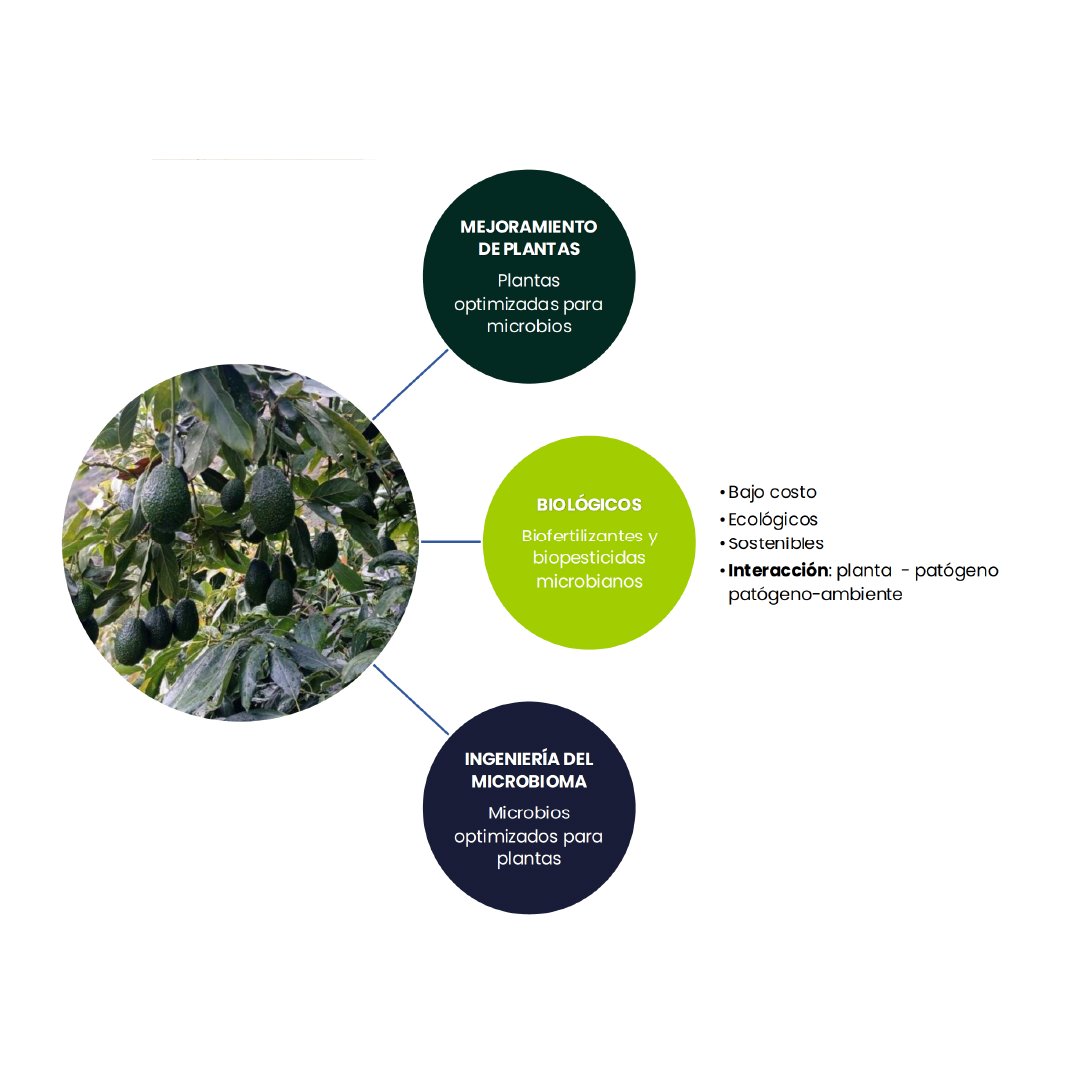 MEJORAMIENTO
DE PLANTAS
Plantas
optimizadas para
microbios
BIOLÓGICOS
Biofertilizantes y
biopesticidas
microbianos
• Bajo costo
• Ecológicos
• Sostenibles
• Interacción: planta - patógeno
patógeno-ambiente
INGENIERÍA DEL
MICROBIOMA
Microbios
optimizados para
plantas